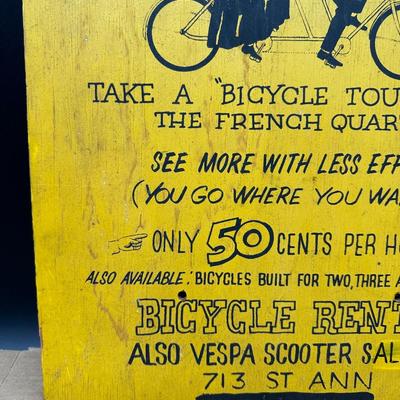 TAKE A "BICYCLE TOU
THE FRENCH QUAR
SEE MORE WITH LESS EFF
(YOU GO WHERE YOU WA
ONLY 50 CENTS PER H
ALSO AVAILABLE: BICYCLES BUILT FOR TWO, THREE A
BICYCLE RENT
ALSO VESPA SCOOTER SAL
713 ST ANN